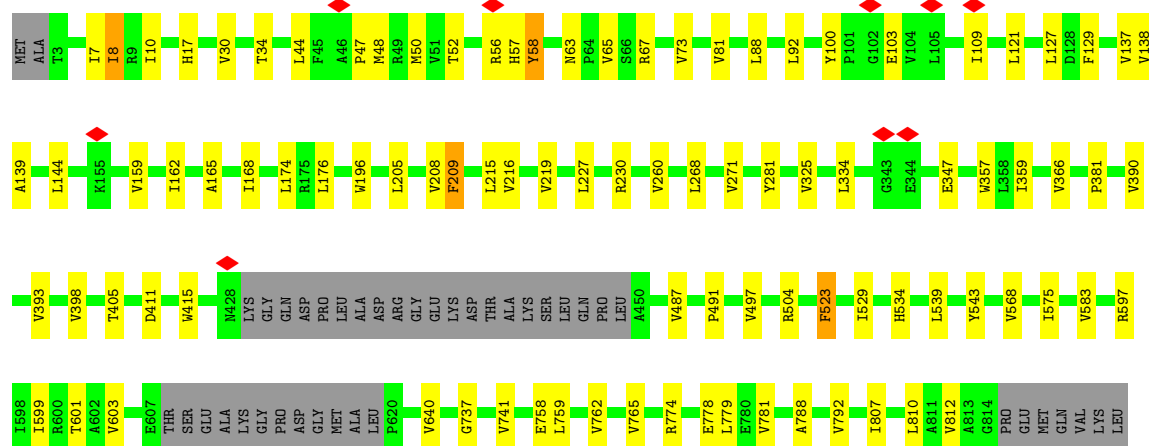 MET ALA T3 I7 I8 R9 I10 H17 V30 T34 L44 F45 A46 P47 M48 R49 M50 V51 T52 R56 H57 Y58 N63 P64 V65 S66 R67 V73 V81 L88 L92 Y100 P101 G102 E103 V104 L105 I109 L121 L127 D128 F129 V137 V138
A139 L144 K155 V159 I162 A165 I168 L174 R175 L176 W196 L205 V208 F209 L215 V216 V219 L227 R230 V260 L268 V271 Y281 V325 L334 G343 E344 E347 W357 L358 I359 V366 P381 V390
V393 V398 T405 D411 W415 N428 LYS GLY GLN ASP PRO LEU ALA ASP ARG GLY GLU LYS ASP THR ALA LYS SER LEU GLN PRO LEU A450 V487 P491 V497 R504 F523 I529 H534 L539 Y543 V568 I575 V583 R597
I598 I599 R600 T601 A602 V603 E607 THR SER GLU ALA LYS GLY PRO ASP GLY MET ALA LEU P620 V640 G737 V741 E758 L759 V762 V765 R774 E778 L779 E780 V781 A788 V792 I807 L810 A811 V812 A813 G814 PRO GLU MET GLN VAL LYS LEU